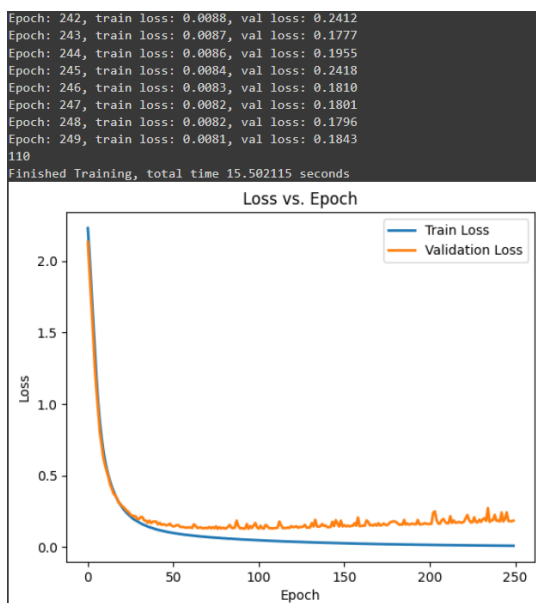 Epoch: 242, train loss: 0.0088, val loss: 0.2412
Epoch: 243, train loss: 0.0087, val loss: 0.1777
Epoch: 244, train loss: 0.0086, val loss: 0.1955
Epoch: 245, train loss: 0.0084, val loss: 0.2418
Epoch: 246, train loss: 0.0083, val loss: 0.1810
Epoch: 247, train loss: 0.0082, val loss: 0.1801
Epoch: 248, train loss: 0.0082, val loss: 0.1796
Epoch: 249, train loss: 0.0081, val loss: 0.1843
110
Finished Training, total time 15.502115 seconds
Loss vs. Epoch
Train Loss
Validation Loss
2.0
1.5
1.0
0.5
0.0
Loss
0 50 100 150 200 250
Epoch